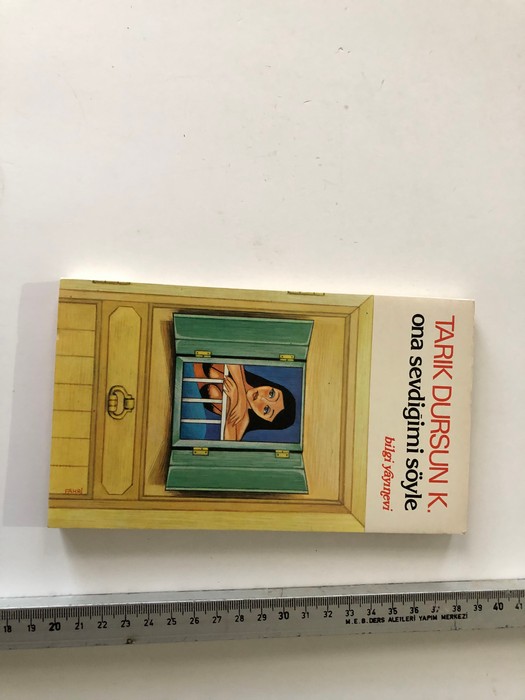 TARIK DURSUN K.
ona sevdiğimi söyle
bilgi yayınevi
18 19 20 21 22 23 24 25 26 27 28 29 30 31 32 33 34 35 36 37 38 39 40 41
M.E.B. DERS ALETLERİ YAPIM MERKEZİ